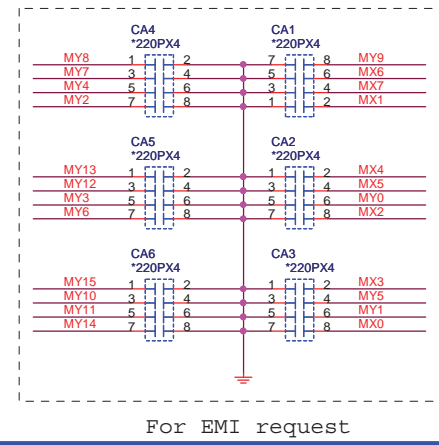 CA4 CA1
*220PX4 *220PX4
MY8 1 2 7 8 MY9
MY7 3 4 5 6 MX6
MY4 5 6 3 4 MX7
MY2 7 8 1 2 MX1
CA5 CA2
*220PX4 *220PX4
MY13 1 2 1 2 MX4
MY12 3 4 3 4 MX5
MY3 5 6 5 6 MY0
MY6 7 8 7 8 MX2
CA6 CA3
*220PX4 *220PX4
MY15 1 2 1 2 MX3
MY10 3 4 3 4 MY5
MY11 5 6 5 6 MY1
MY14 7 8 7 8 MX0
For EMI request